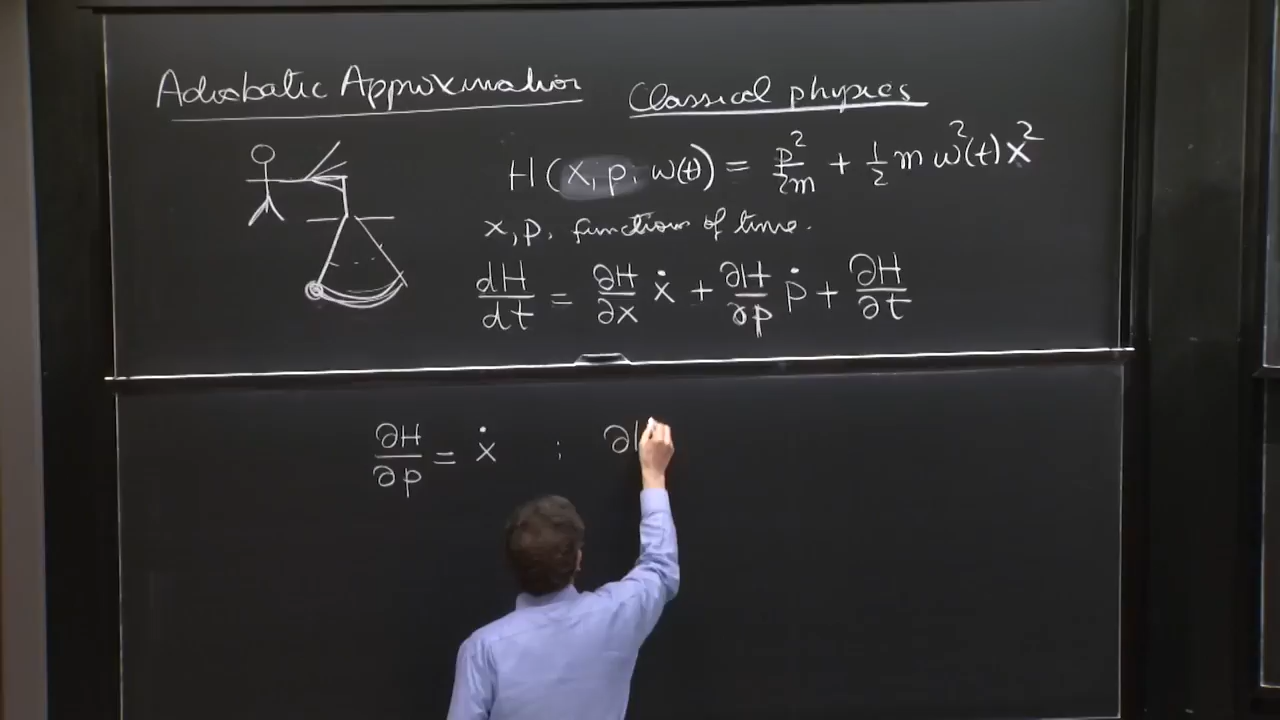 Adiabatic Approximation
Classical physics
H(x, p, ω(t)) = p²/2m + 1/2 m ω²(t) x²
x, p, functions of time.
dH/dt = ∂H/∂x ẋ + ∂H/∂p ṗ + ∂H/∂t
∂H/∂p = ẋ ; ∂H